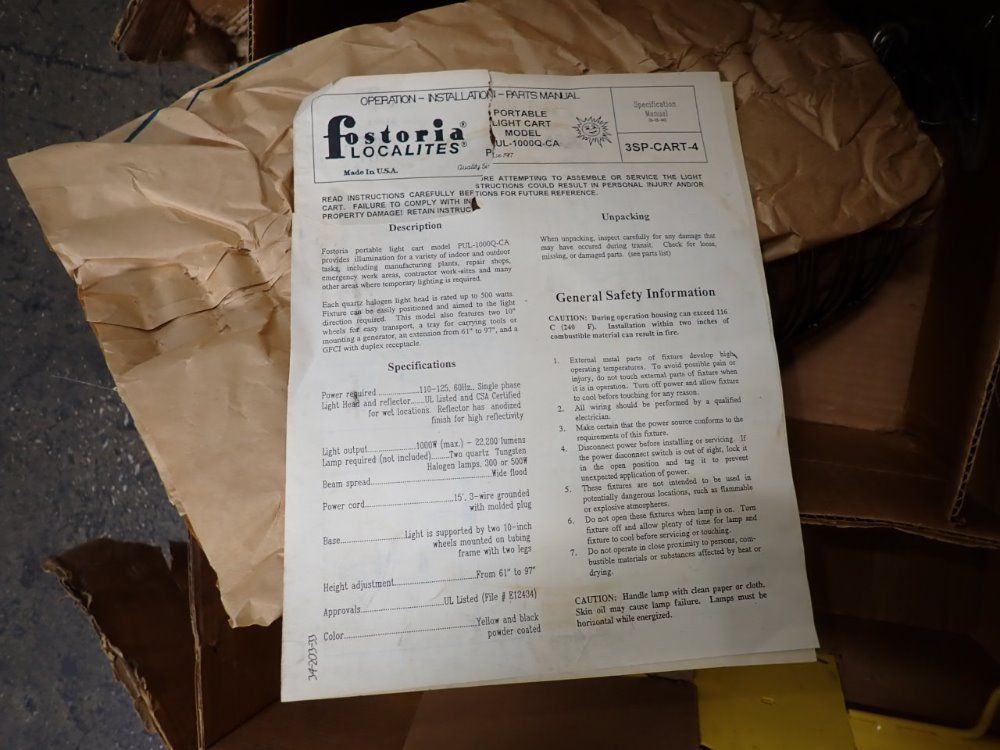 OPERATION - INSTALLATION - PARTS MANUAL
fostoria®
LOCALITES®
Made In U.S.A.
Quality
PORTABLE
LIGHT CART
MODEL
PUL-1000Q-CA
Specification
Manual
3SP-CART-4
READ INSTRUCTIONS CAREFULLY BEF RE ATTEMPTING TO ASSEMBLE OR SERVICE THE LIGHT
CART. FAILURE TO COMPLY WITH IN STRUCTIONS COULD RESULT IN PERSONAL INJURY AND/OR
PROPERTY DAMAGE! RETAIN INSTRUC TIONS FOR FUTURE REFERENCE.
Description
Fostoria portable light cart model PUL-1000Q-CA
provides illumination for a variety of indoor and outdoor
tasks, including manufacturing plants, repair shops,
emergency work areas, contractor work-sites and many
other areas where temporary lighting is required.
Each quartz halogen light head is rated up to 500 watts.
Fixture can be easily positioned and aimed to the light
direction required. This model also features two 10"
wheels for easy transport, a tray for carrying tools or
mounting a generator, an extension from 61" to 97", and a
GFCI with duplex receptacle.
Specifications
Power required..............110-125, 60Hz., Single phase
Light Head and reflector.....UL Listed and CSA Certified
for wet locations. Reflector has anodized
finish for high reflectivity
Light output..................1000W (max.) - 22,200 lumens
Lamp required (not included)......Two quartz Tungsten
Halogen lamps, 300 or 500W
Beam spread........................................Wide flood
Power cord..............................15', 3-wire grounded
with molded plug
Base....................Light is supported by two 10-inch
wheels mounted on tubing
frame with two legs
Height adjustment..........................From 61" to 97"
Approvals..........................UL Listed (File # E12434)
Color........................................Yellow and black
powder coated
34-203-33
Unpacking
When unpacking, inspect carefully for any damage that
may have occured during transit. Check for loose,
missing, or damaged parts. (see parts list)
General Safety Information
CAUTION: During operation housing can exceed 116
C (240 F). Installation within two inches of
combustible material can result in fire.
1. External metal parts of fixture develop high
operating temperatures. To avoid possible pain or
injury, do not touch external parts of fixture when
it is in operation. Turn off power and allow fixture
to cool before touching for any reason.
2. All wiring should be performed by a qualified
electrician.
3. Make certain that the power source conforms to the
requirements of this fixture.
4. Disconnect power before installing or servicing. If
the power disconnect switch is out of sight, lock it
in the open position and tag it to prevent
unexpected application of power.
5. These fixtures are not intended to be used in
potentially dangerous locations, such as flammable
or explosive atmospheres.
6. Do not open these fixtures when lamp is on. Turn
fixture off and allow plenty of time for lamp and
fixture to cool before servicing or touching.
7. Do not operate in close proximity to persons, com-
bustible materials or substances affected by heat or
drying.
CAUTION: Handle lamp with clean paper or cloth.
Skin oil may cause lamp failure. Lamps must be
horizontal while energized.